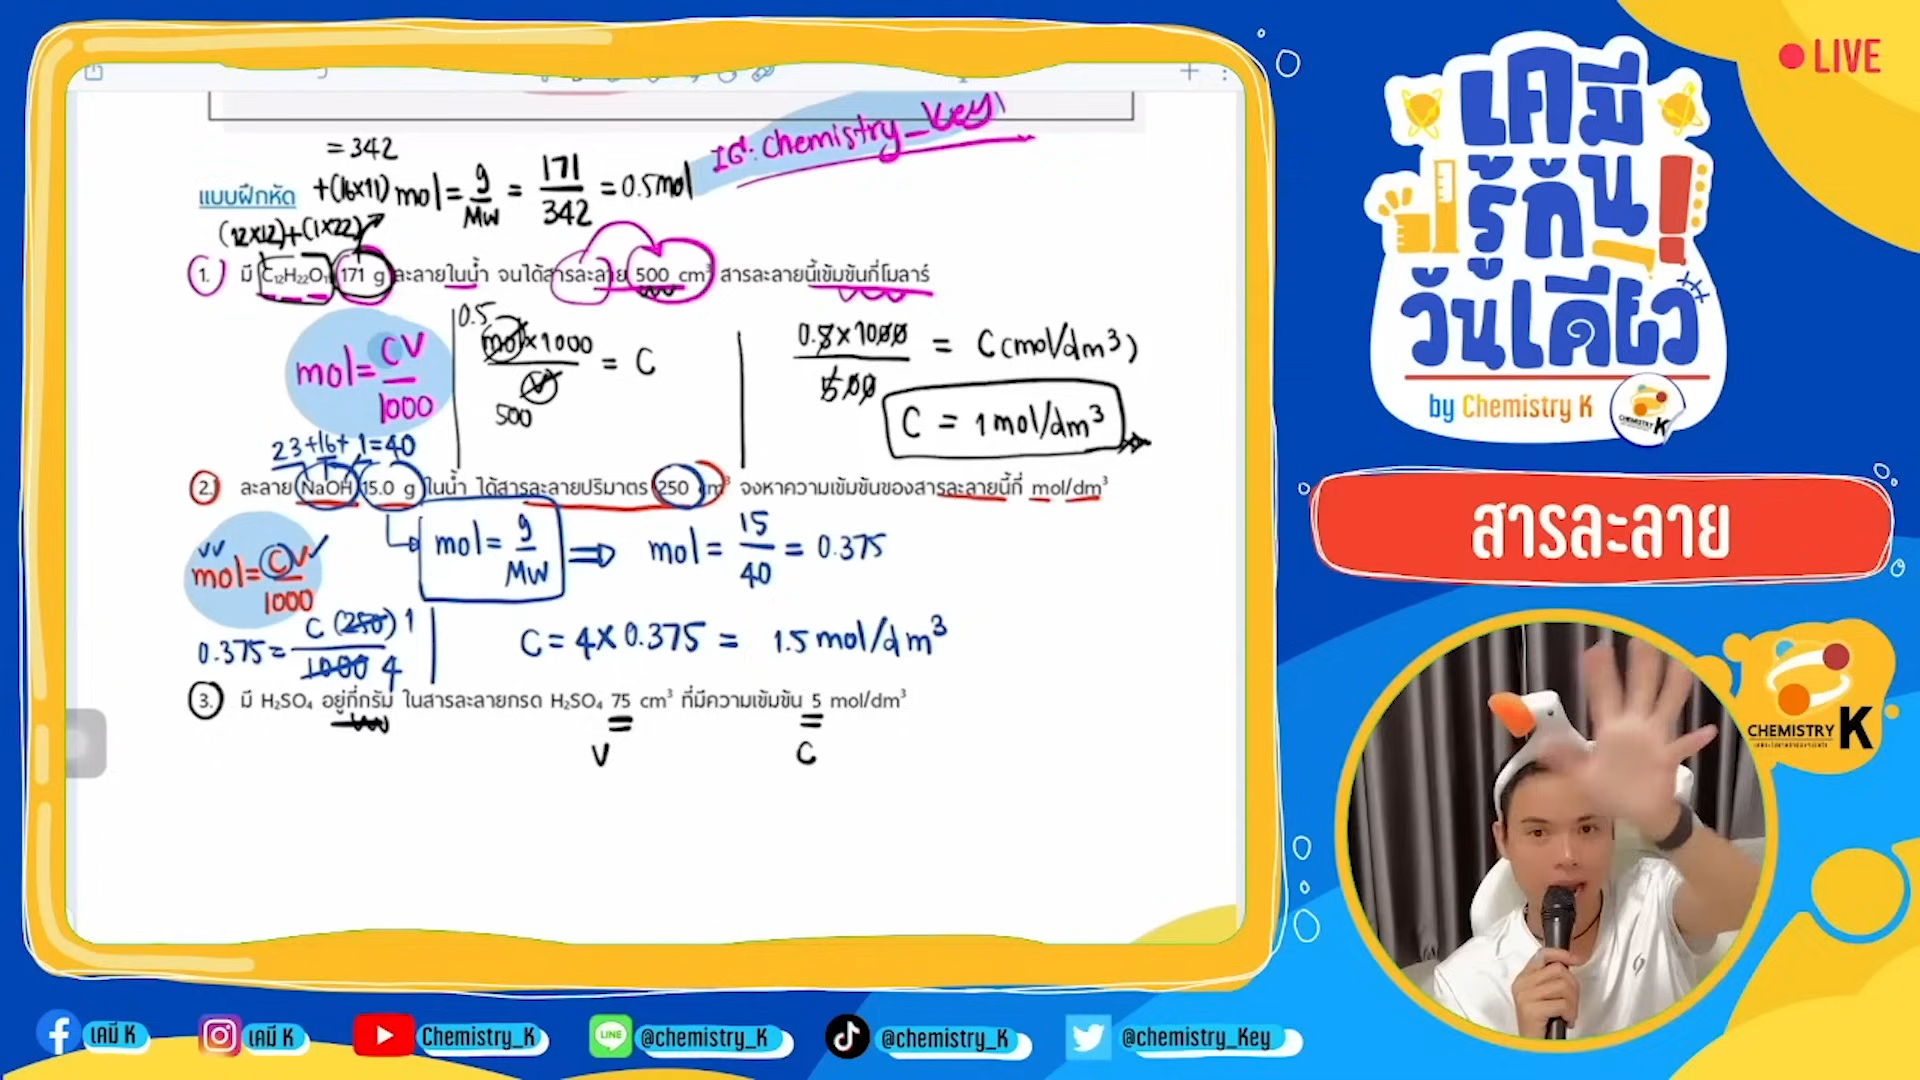 LIVE
เคมี
รู้กัน!
วันเดียว
by Chemistry K
CHEMISTRY K
สารละลาย
IG: Chemistry_Key
= 342
+(16x11) mol = g/Mw = 171/342 = 0.5mol
แบบฝึกหัด
(12x12)+(1x22)
1. มี C₁₂H₂₂O₁₁ 171 g ละลายในน้ำ จนได้สารละลาย 500 cm³ สารละลายนี้เข้มข้นกี่โมลาร์
mol = CV/1000
0.5
mol x 1000 / V = C
500
0.5 x 1000 / 500 = C (mol/dm³)
C = 1 mol/dm³
23+16+1=40
2. ละลาย NaOH 15.0 g ในน้ำ ได้สารละลายปริมาตร 250 cm³ จงหาความเข้มข้นของสารละลายนี้กี่ mol/dm³
mol = CV/1000
mol = g/Mw ⇒ mol = 15/40 = 0.375
0.375 = C (250) 1 / 1000 4
C = 4 x 0.375 = 1.5 mol/dm³
3. มี H₂SO₄ อยู่กี่กรัม ในสารละลายกรด H₂SO₄ 75 cm³ ที่มีความเข้มข้น 5 mol/dm³
V C
CHEMISTRY K
เคมี K
เคมี K
Chemistry_K
LINE @chemistry_K
@chemistry_K
@chemistry_Key